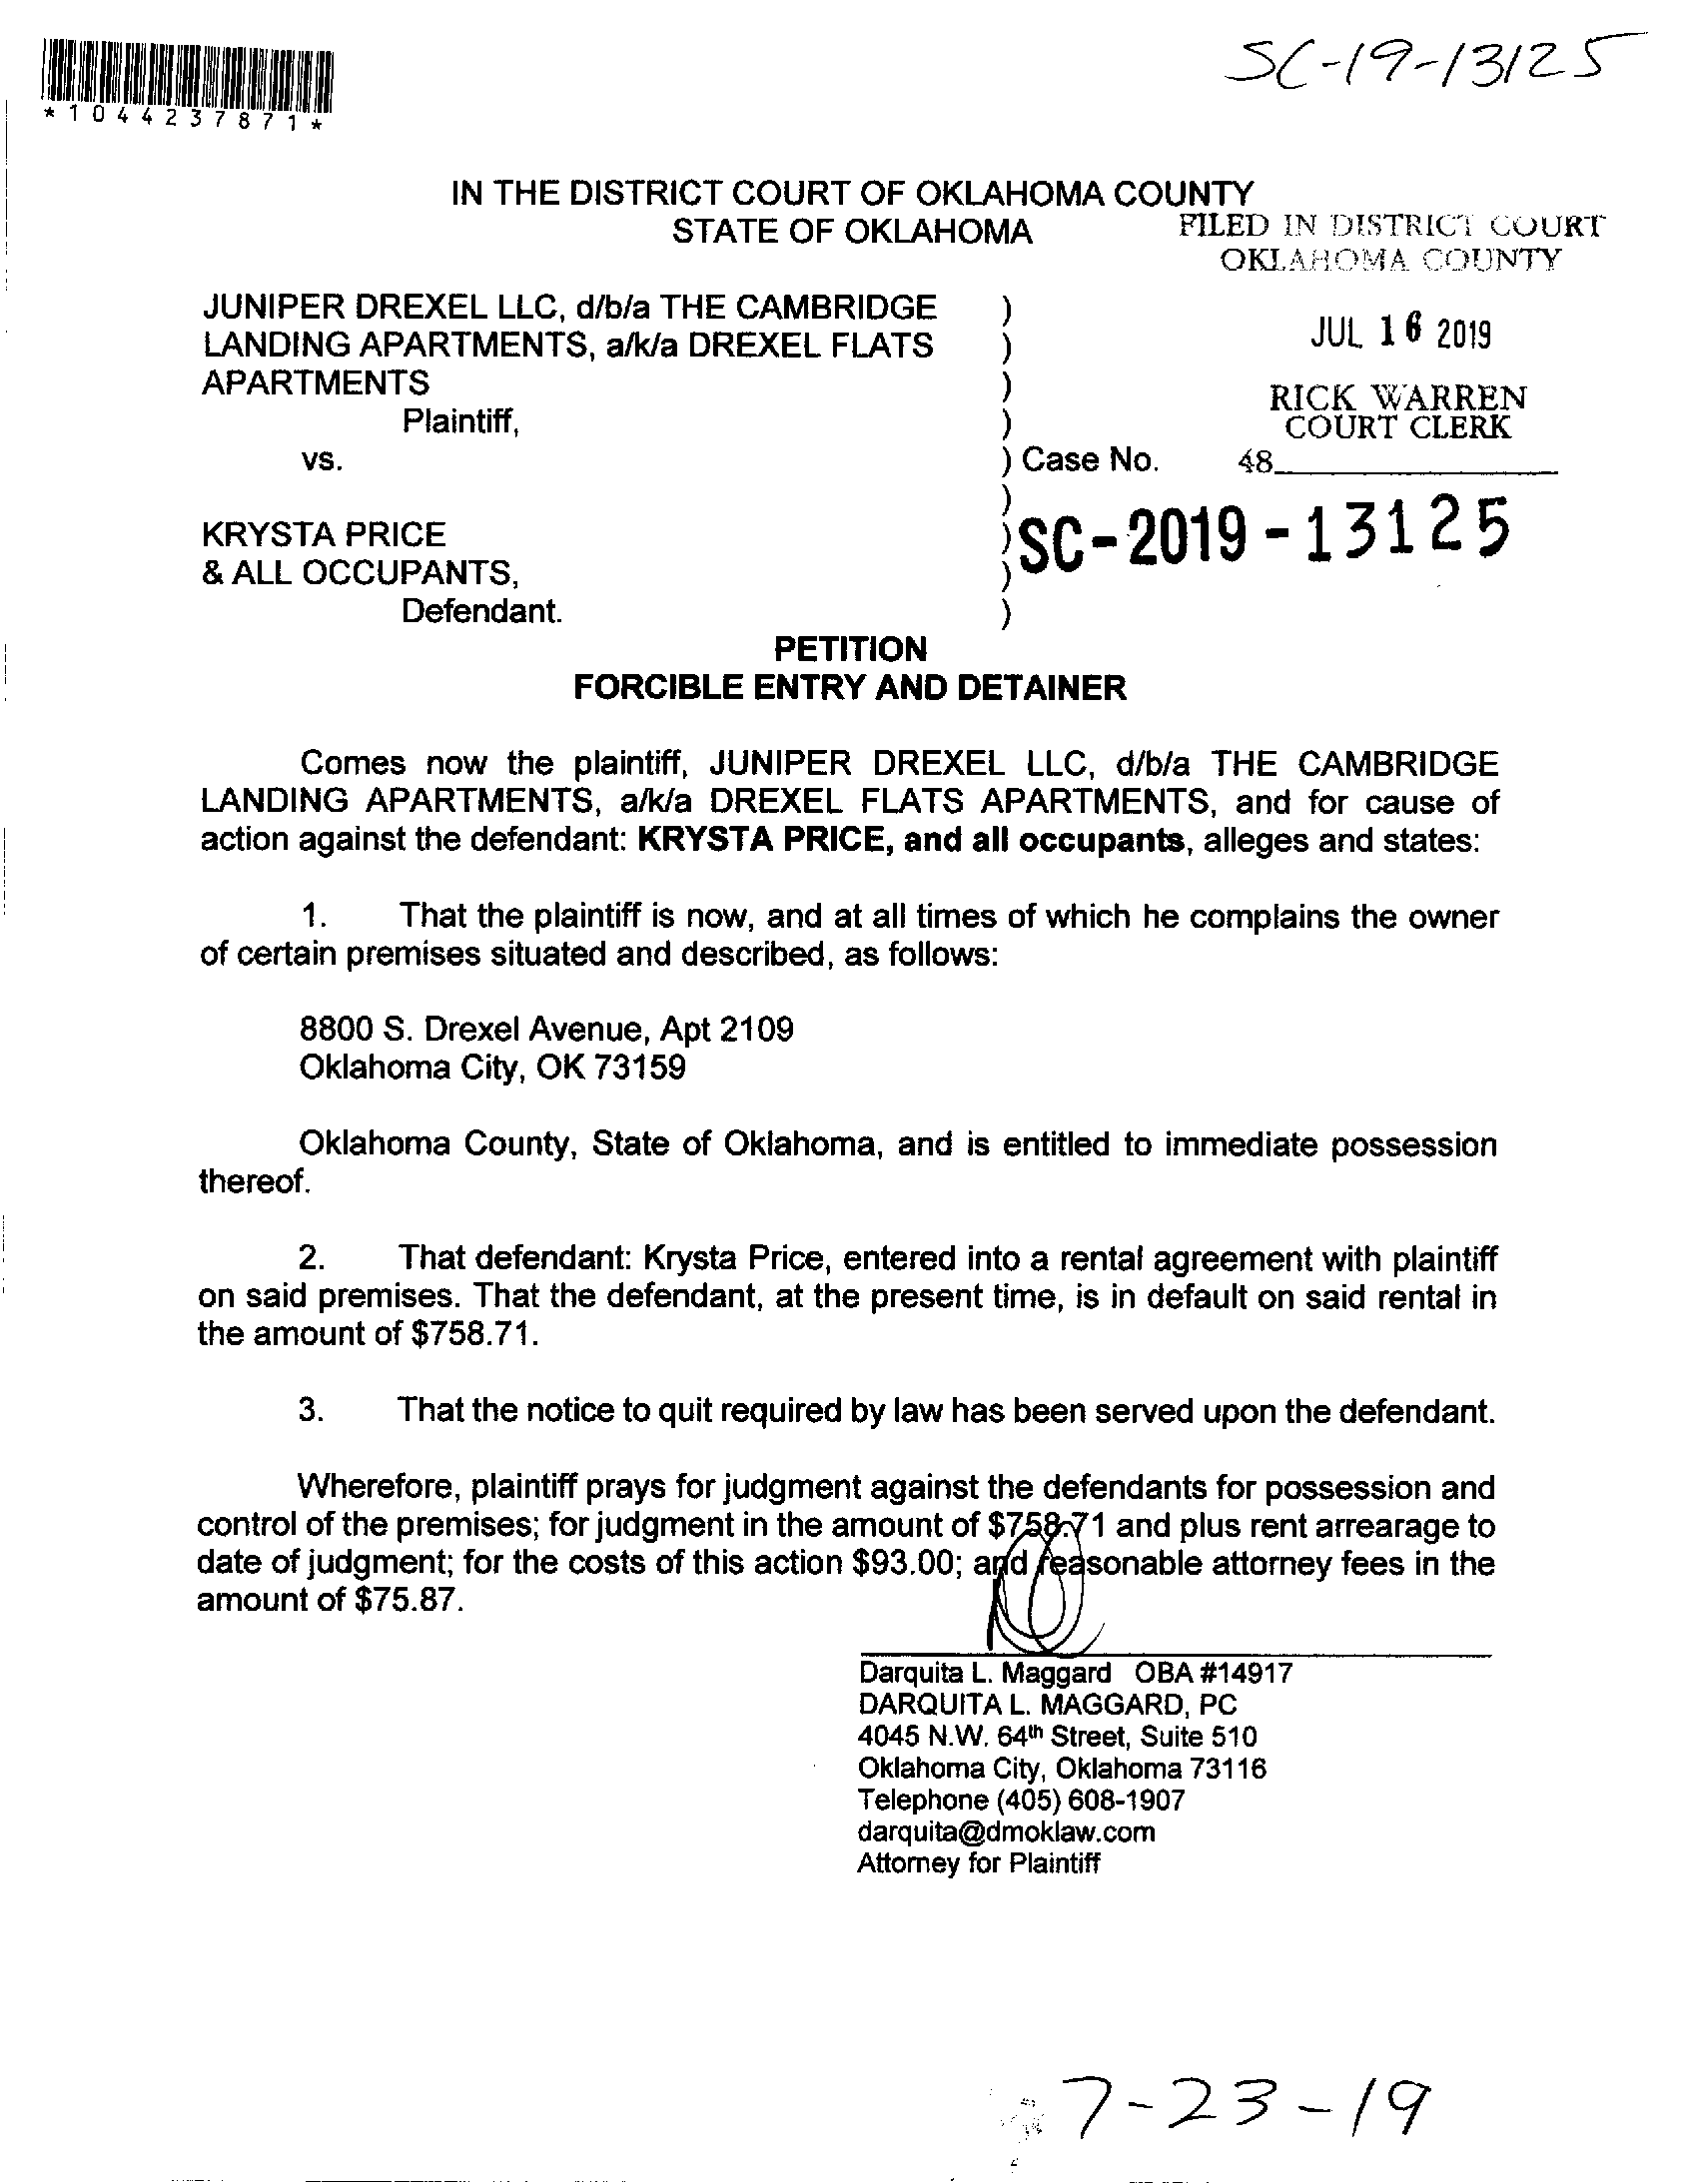 SC-19-13125
*1044237871*
IN THE DISTRICT COURT OF OKLAHOMA COUNTY
STATE OF OKLAHOMA
FILED IN DISTRICT COURT
OKLAHOMA COUNTY
JUNIPER DREXEL LLC, d/b/a THE CAMBRIDGE )
LANDING APARTMENTS, a/k/a DREXEL FLATS )
JUL 16 2019
APARTMENTS )
RICK WARREN
Plaintiff, )
COURT CLERK
vs. ) Case No. 48
)
KRYSTA PRICE ) SC-2019-13125
& ALL OCCUPANTS, )
Defendant. )
PETITION
FORCIBLE ENTRY AND DETAINER
Comes now the plaintiff, JUNIPER DREXEL LLC, d/b/a THE CAMBRIDGE
LANDING APARTMENTS, a/k/a DREXEL FLATS APARTMENTS, and for cause of
action against the defendant: KRYSTA PRICE, and all occupants, alleges and states:
1. That the plaintiff is now, and at all times of which he complains the owner
of certain premises situated and described, as follows:
8800 S. Drexel Avenue, Apt 2109
Oklahoma City, OK 73159
Oklahoma County, State of Oklahoma, and is entitled to immediate possession
thereof.
2. That defendant: Krysta Price, entered into a rental agreement with plaintiff
on said premises. That the defendant, at the present time, is in default on said rental in
the amount of $758.71.
3. That the notice to quit required by law has been served upon the defendant.
Wherefore, plaintiff prays for judgment against the defendants for possession and
control of the premises; for judgment in the amount of $758.71 and plus rent arrearage to
date of judgment; for the costs of this action $93.00; and reasonable attorney fees in the
amount of $75.87.
Darquita L. Maggard OBA #14917
DARQUITA L. MAGGARD, PC
4045 N.W. 64th Street, Suite 510
Oklahoma City, Oklahoma 73116
Telephone (405) 608-1907
darquita@dmoklaw.com
Attorney for Plaintiff
7-23-19